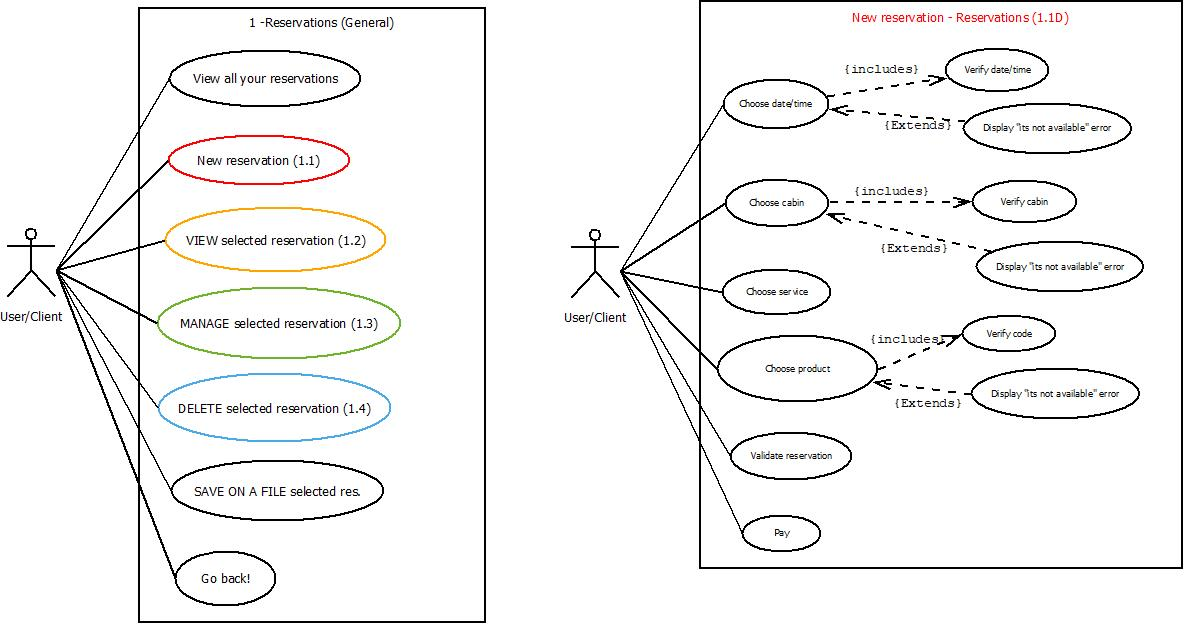 1 -Reservations (General)
View all your reservations
New reservation (1.1)
VIEW selected reservation (1.2)
MANAGE selected reservation (1.3)
DELETE selected reservation (1.4)
SAVE ON A FILE selected res.
Go back!
User/Client
New reservation - Reservations (1.1D)
Choose date/time
{includes}
Verify date/time
{Extends}
Display "its not available" error
Choose cabin
{includes}
Verify cabin
{Extends}
Display "its not available" error
Choose service
User/Client
Choose product
{includes}
Verify code
{Extends}
Display "its not available" error
Validate reservation
Pay